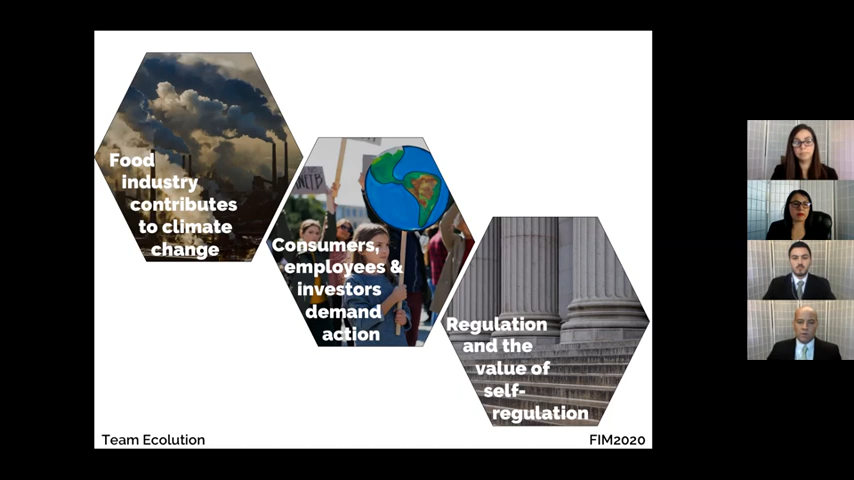 Food
industry
contributes
to climate
change
Consumers,
employees &
investors
demand
action
Regulation
and the
value of
self-
regulation
Team Ecolution
FIM2020